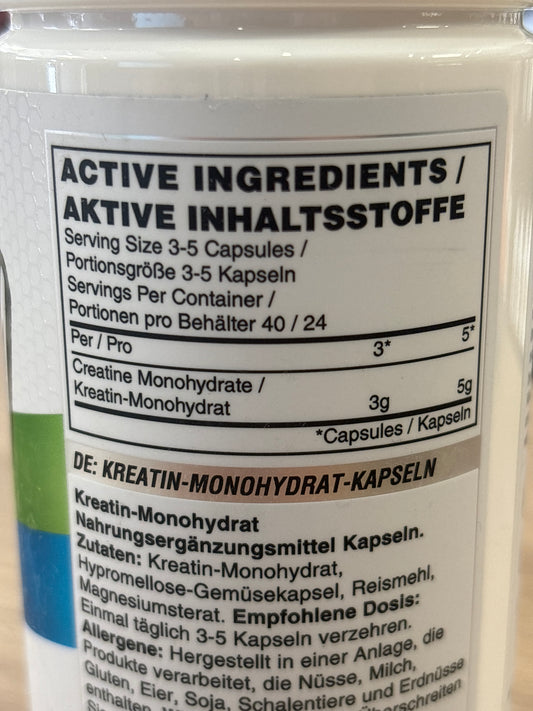 ACTIVE INGREDIENTS /
AKTIVE INHALTSSTOFFE
Serving Size 3-5 Capsules /
Portionsgröße 3-5 Kapseln
Servings Per Container /
Portionen pro Behälter 40 / 24
Per / Pro 3* 5*
Creatine Monohydrate /
Kreatin-Monohydrat 3g 5g
*Capsules / Kapseln
DE: KREATIN-MONOHYDRAT-KAPSELN
Kreatin-Monohydrat
Nahrungsergänzungsmittel Kapseln.
Zutaten: Kreatin-Monohydrat,
Hypromellose-Gemüsekapsel, Reismehl,
Magnesiumsterat. Empfohlene Dosis:
Einmal täglich 3-5 Kapseln verzehren.
Allergene: Hergestellt in einer Anlage, die
Produkte verarbeitet, die Nüsse, Milch,
Gluten, Eier, Soja, Schalentiere und Erdnüsse
enthalten.